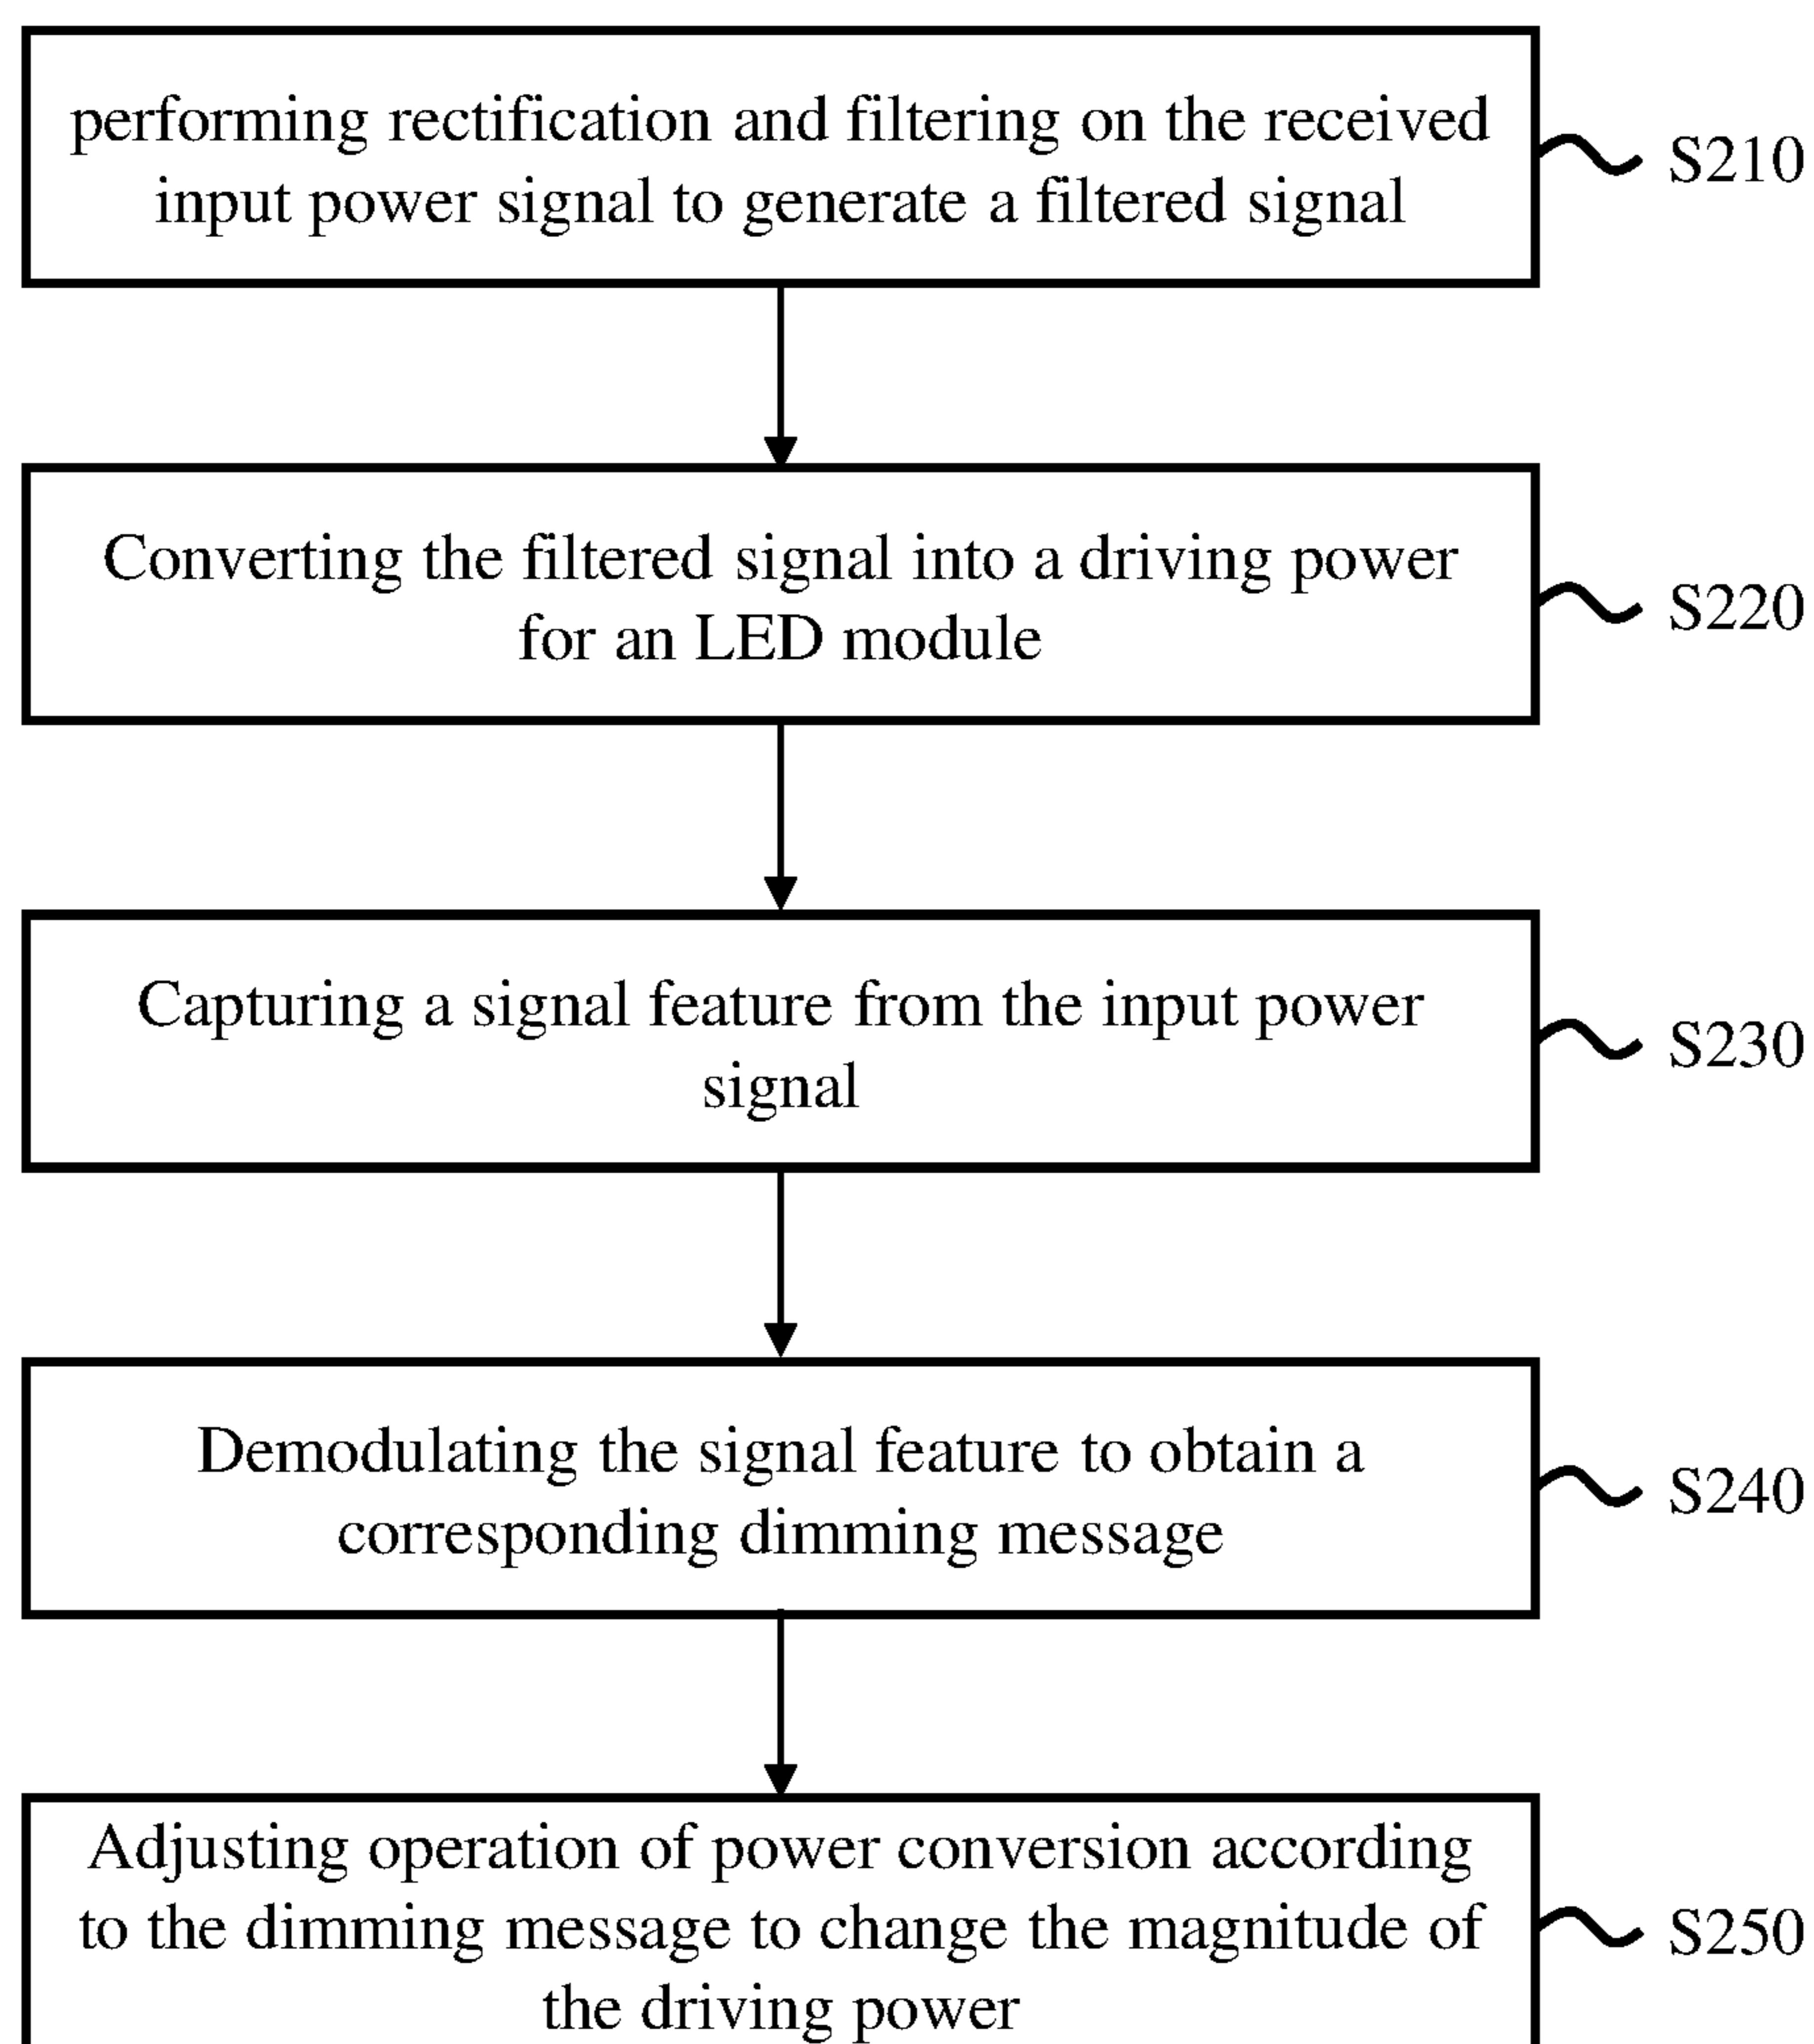 performing rectification and filtering on the received
input power signal to generate a filtered signal
S210
Converting the filtered signal into a driving power
for an LED module
S220
Capturing a signal feature from the input power
signal
S230
Demodulating the signal feature to obtain a
corresponding dimming message
S240
Adjusting operation of power conversion according
to the dimming message to change the magnitude of
the driving power
S250